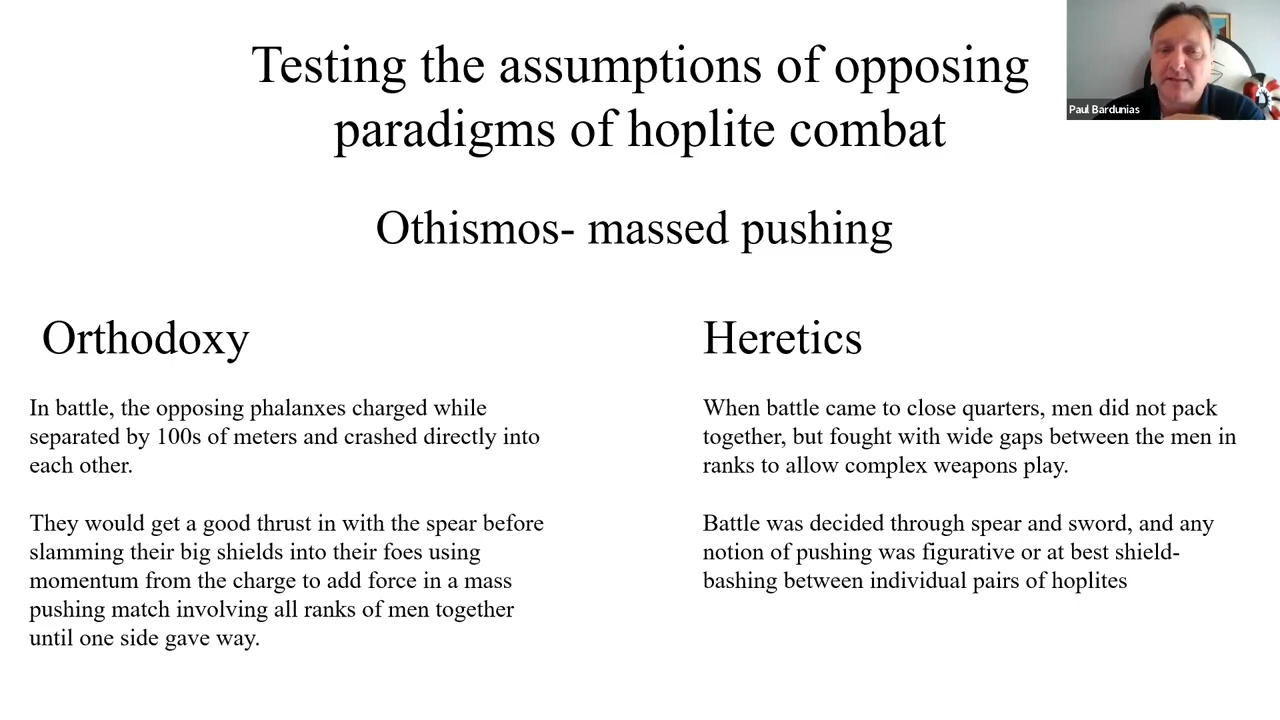 Testing the assumptions of opposing
paradigms of hoplite combat
Paul Bardunias
Othismos- massed pushing
Orthodoxy
In battle, the opposing phalanxes charged while
separated by 100s of meters and crashed directly into
each other.
They would get a good thrust in with the spear before
slamming their big shields into their foes using
momentum from the charge to add force in a mass
pushing match involving all ranks of men together
until one side gave way.
Heretics
When battle came to close quarters, men did not pack
together, but fought with wide gaps between the men in
ranks to allow complex weapons play.
Battle was decided through spear and sword, and any
notion of pushing was figurative or at best shield-
bashing between individual pairs of hoplites